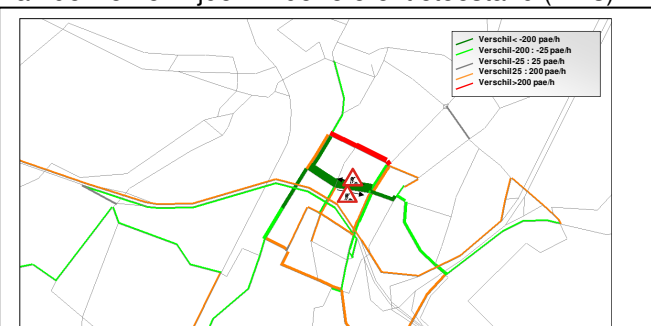 Verschil< -200 pae/h
Verschil-200 : -25 pae/h
Verschil-25 : 25 pae/h
Verschil25 : 200 pae/h
Verschil>200 pae/h